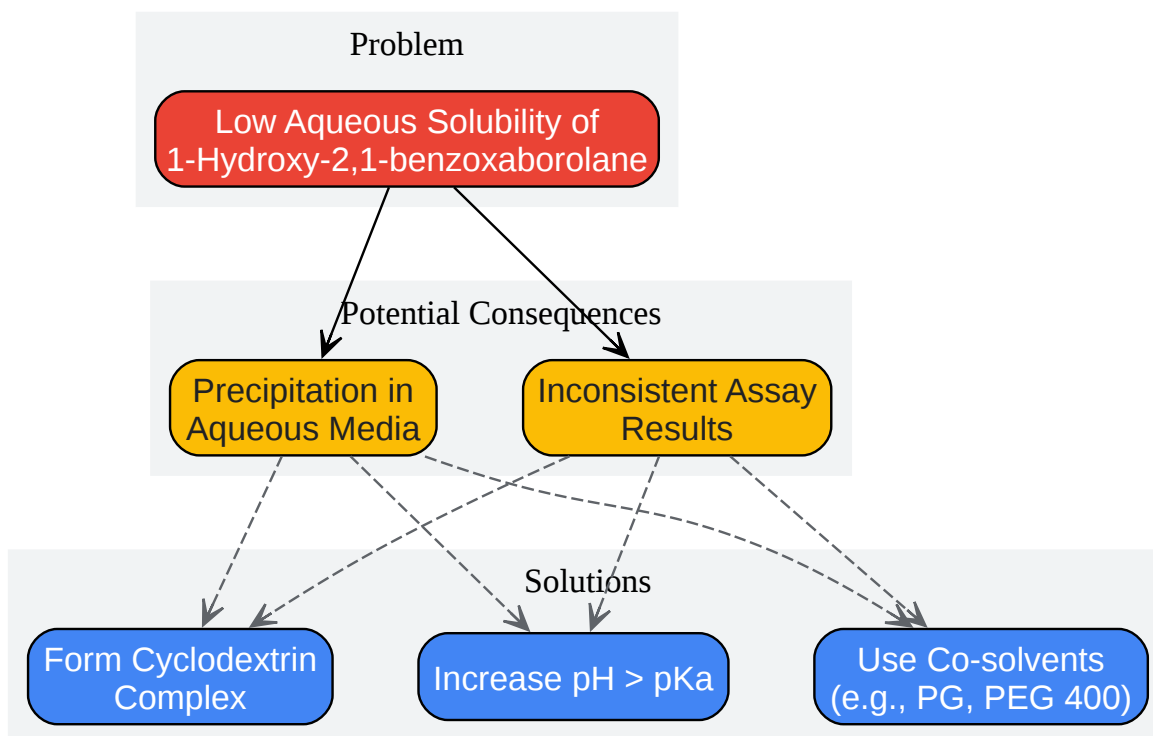 Problem
Low Aqueous Solubility of
1-Hydroxy-2,1-benzoxaborolane
Potential Consequences
Precipitation in
Aqueous Media
Inconsistent Assay
Results
Solutions
Form Cyclodextrin
Complex
Increase pH > pKa
Use Co-solvents
(e.g., PG, PEG 400)